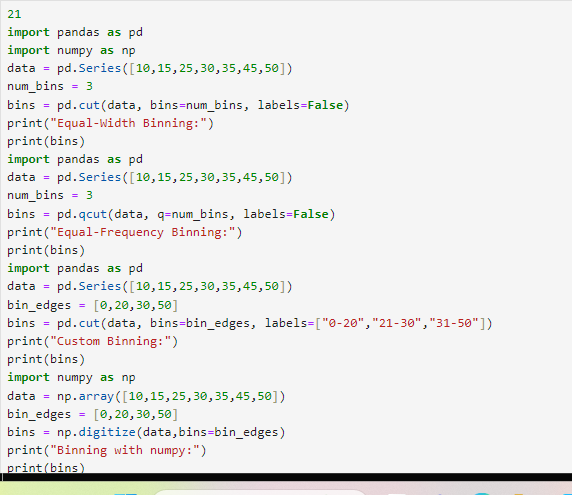 21
import pandas as pd
import numpy as np
data = pd.Series([10,15,25,30,35,45,50])
num_bins = 3
bins = pd.cut(data, bins=num_bins, labels=False)
print("Equal-Width Binning:")
print(bins)
import pandas as pd
data = pd.Series([10,15,25,30,35,45,50])
num_bins = 3
bins = pd.qcut(data, q=num_bins, labels=False)
print("Equal-Frequency Binning:")
print(bins)
import pandas as pd
data = pd.Series([10,15,25,30,35,45,50])
bin_edges = [0,20,30,50]
bins = pd.cut(data, bins=bin_edges, labels=["0-20","21-30","31-50"])
print("Custom Binning:")
print(bins)
import numpy as np
data = np.array([10,15,25,30,35,45,50])
bin_edges = [0,20,30,50]
bins = np.digitize(data,bins=bin_edges)
print("Binning with numpy:")
print(bins)